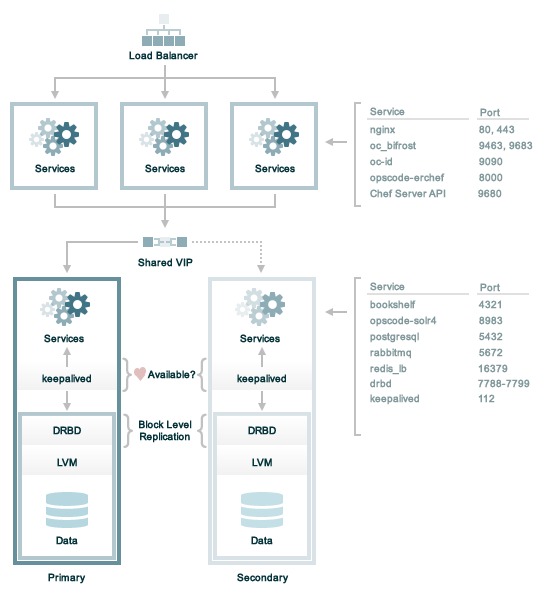 Load Balancer
Services
Services
Services
Service Port
nginx 80, 443
oc_bifrost 9463, 9683
oc-id 9090
opscode-erchef 8000
Chef Server API 9680
Shared VIP
Services
Services
keepalived
Available?
keepalived
DRBD
Block Level
Replication
DRBD
LVM
LVM
Data
Data
Primary
Secondary
Service Port
bookshelf 4321
opscode-solr4 8983
postgresql 5432
rabbitmq 5672
redis_lb 16379
drbd 7788-7799
keepalived 112